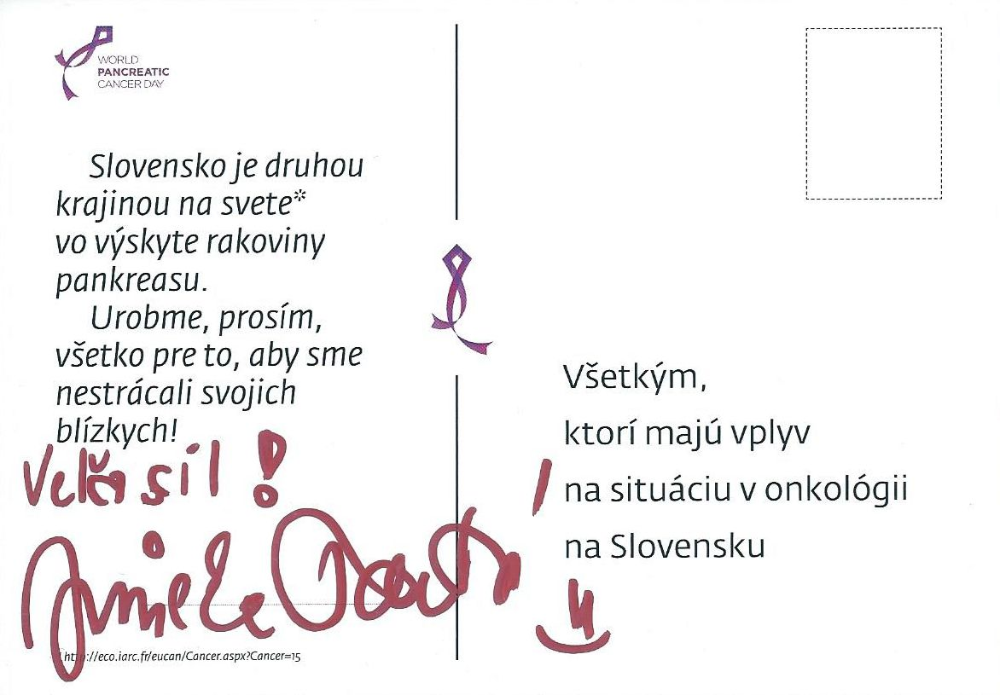 WORLD
PANCREATIC
CANCER DAY
Slovensko je druhou
krajinou na svete*
vo výskyte rakoviny
pankreasu.
Urobme, prosím,
všetko pre to, aby sme
nestrácali svojich
blízkych!
Veľa síl !
http://eco.iarc.fr/eucan/Cancer.aspx?Cancer=15
Všetkým,
ktorí majú vplyv
na situáciu v onkológii
na Slovensku